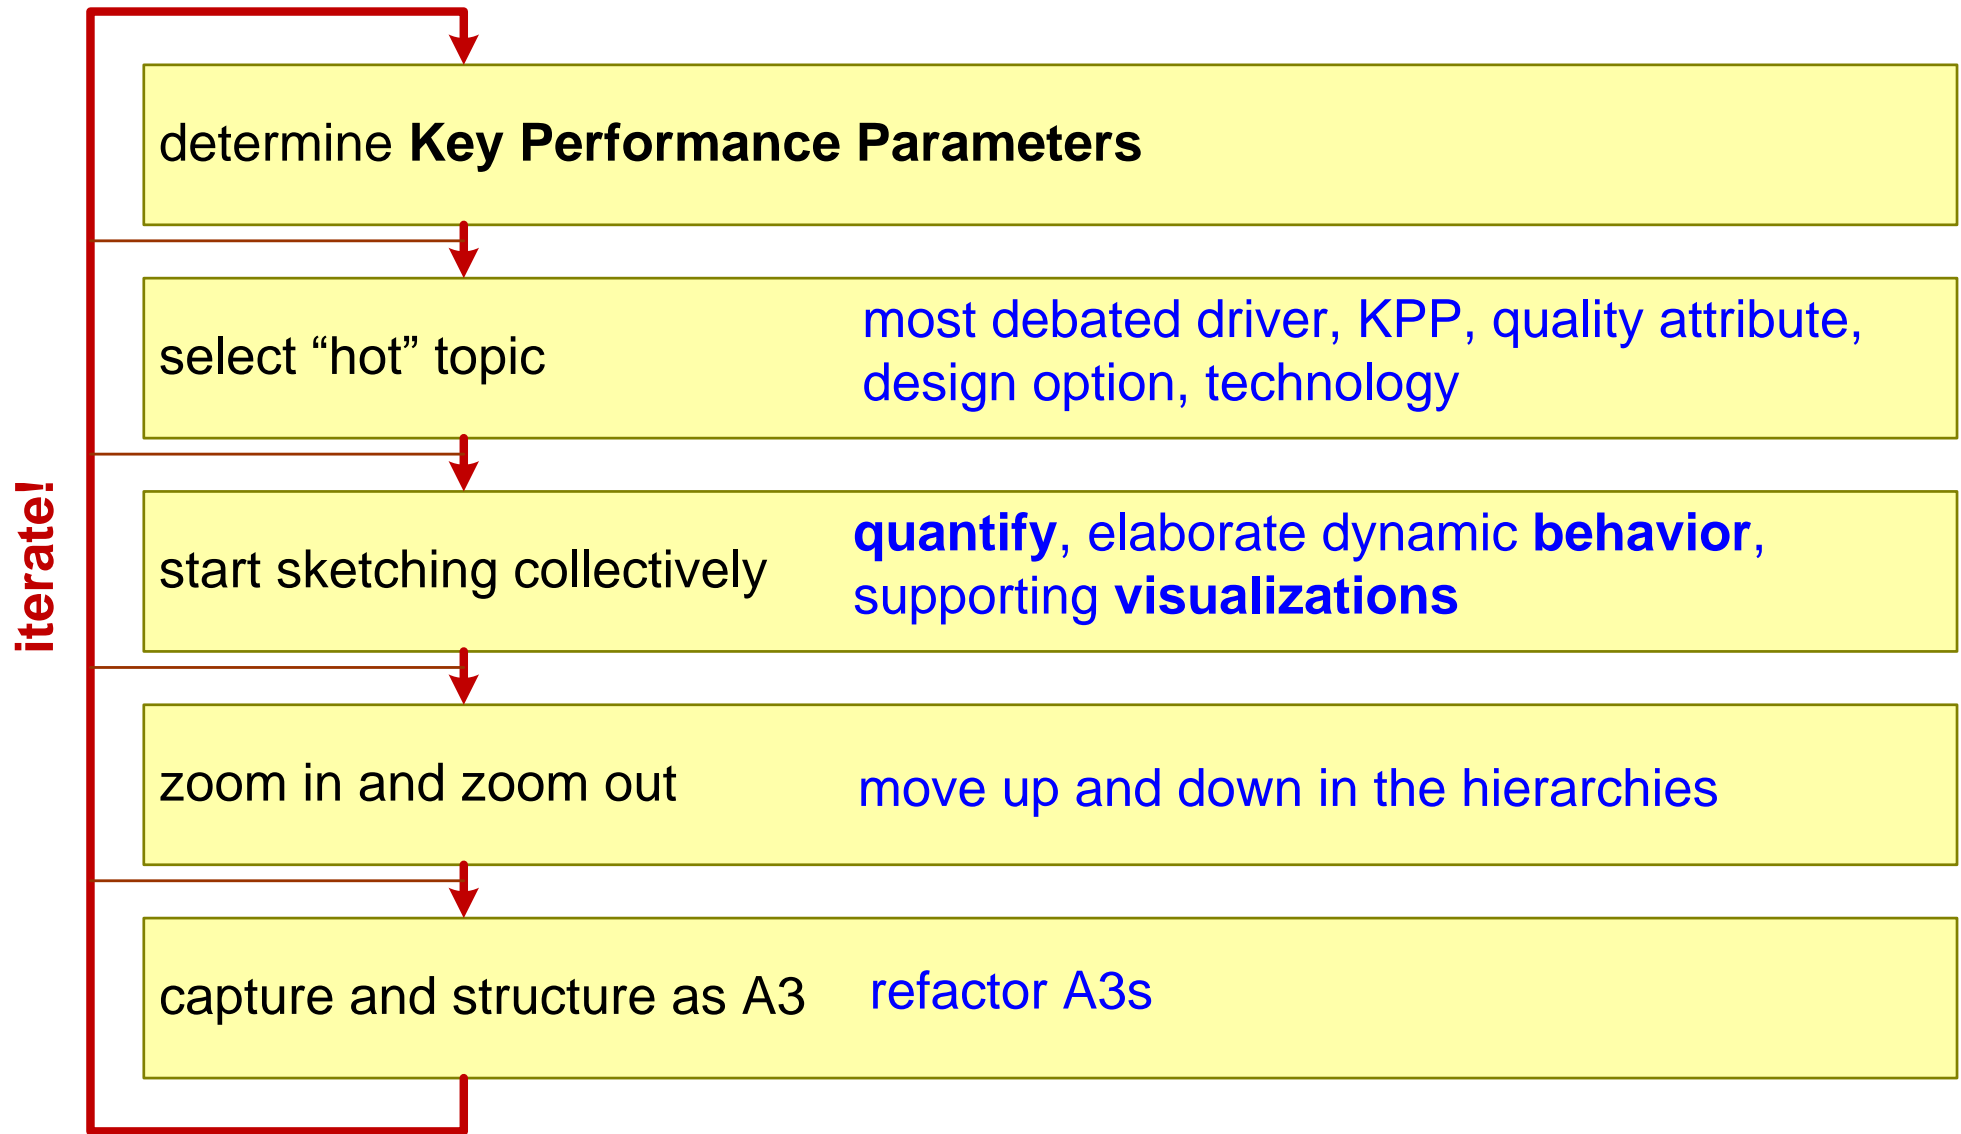 determine Key Performance Parameters
select “hot” topic
most debated driver, KPP, quality attribute,
design option, technology
iterate!
start sketching collectively
quantify, elaborate dynamic behavior,
supporting visualizations
zoom in and zoom out
move up and down in the hierarchies
capture and structure as A3
refactor A3s